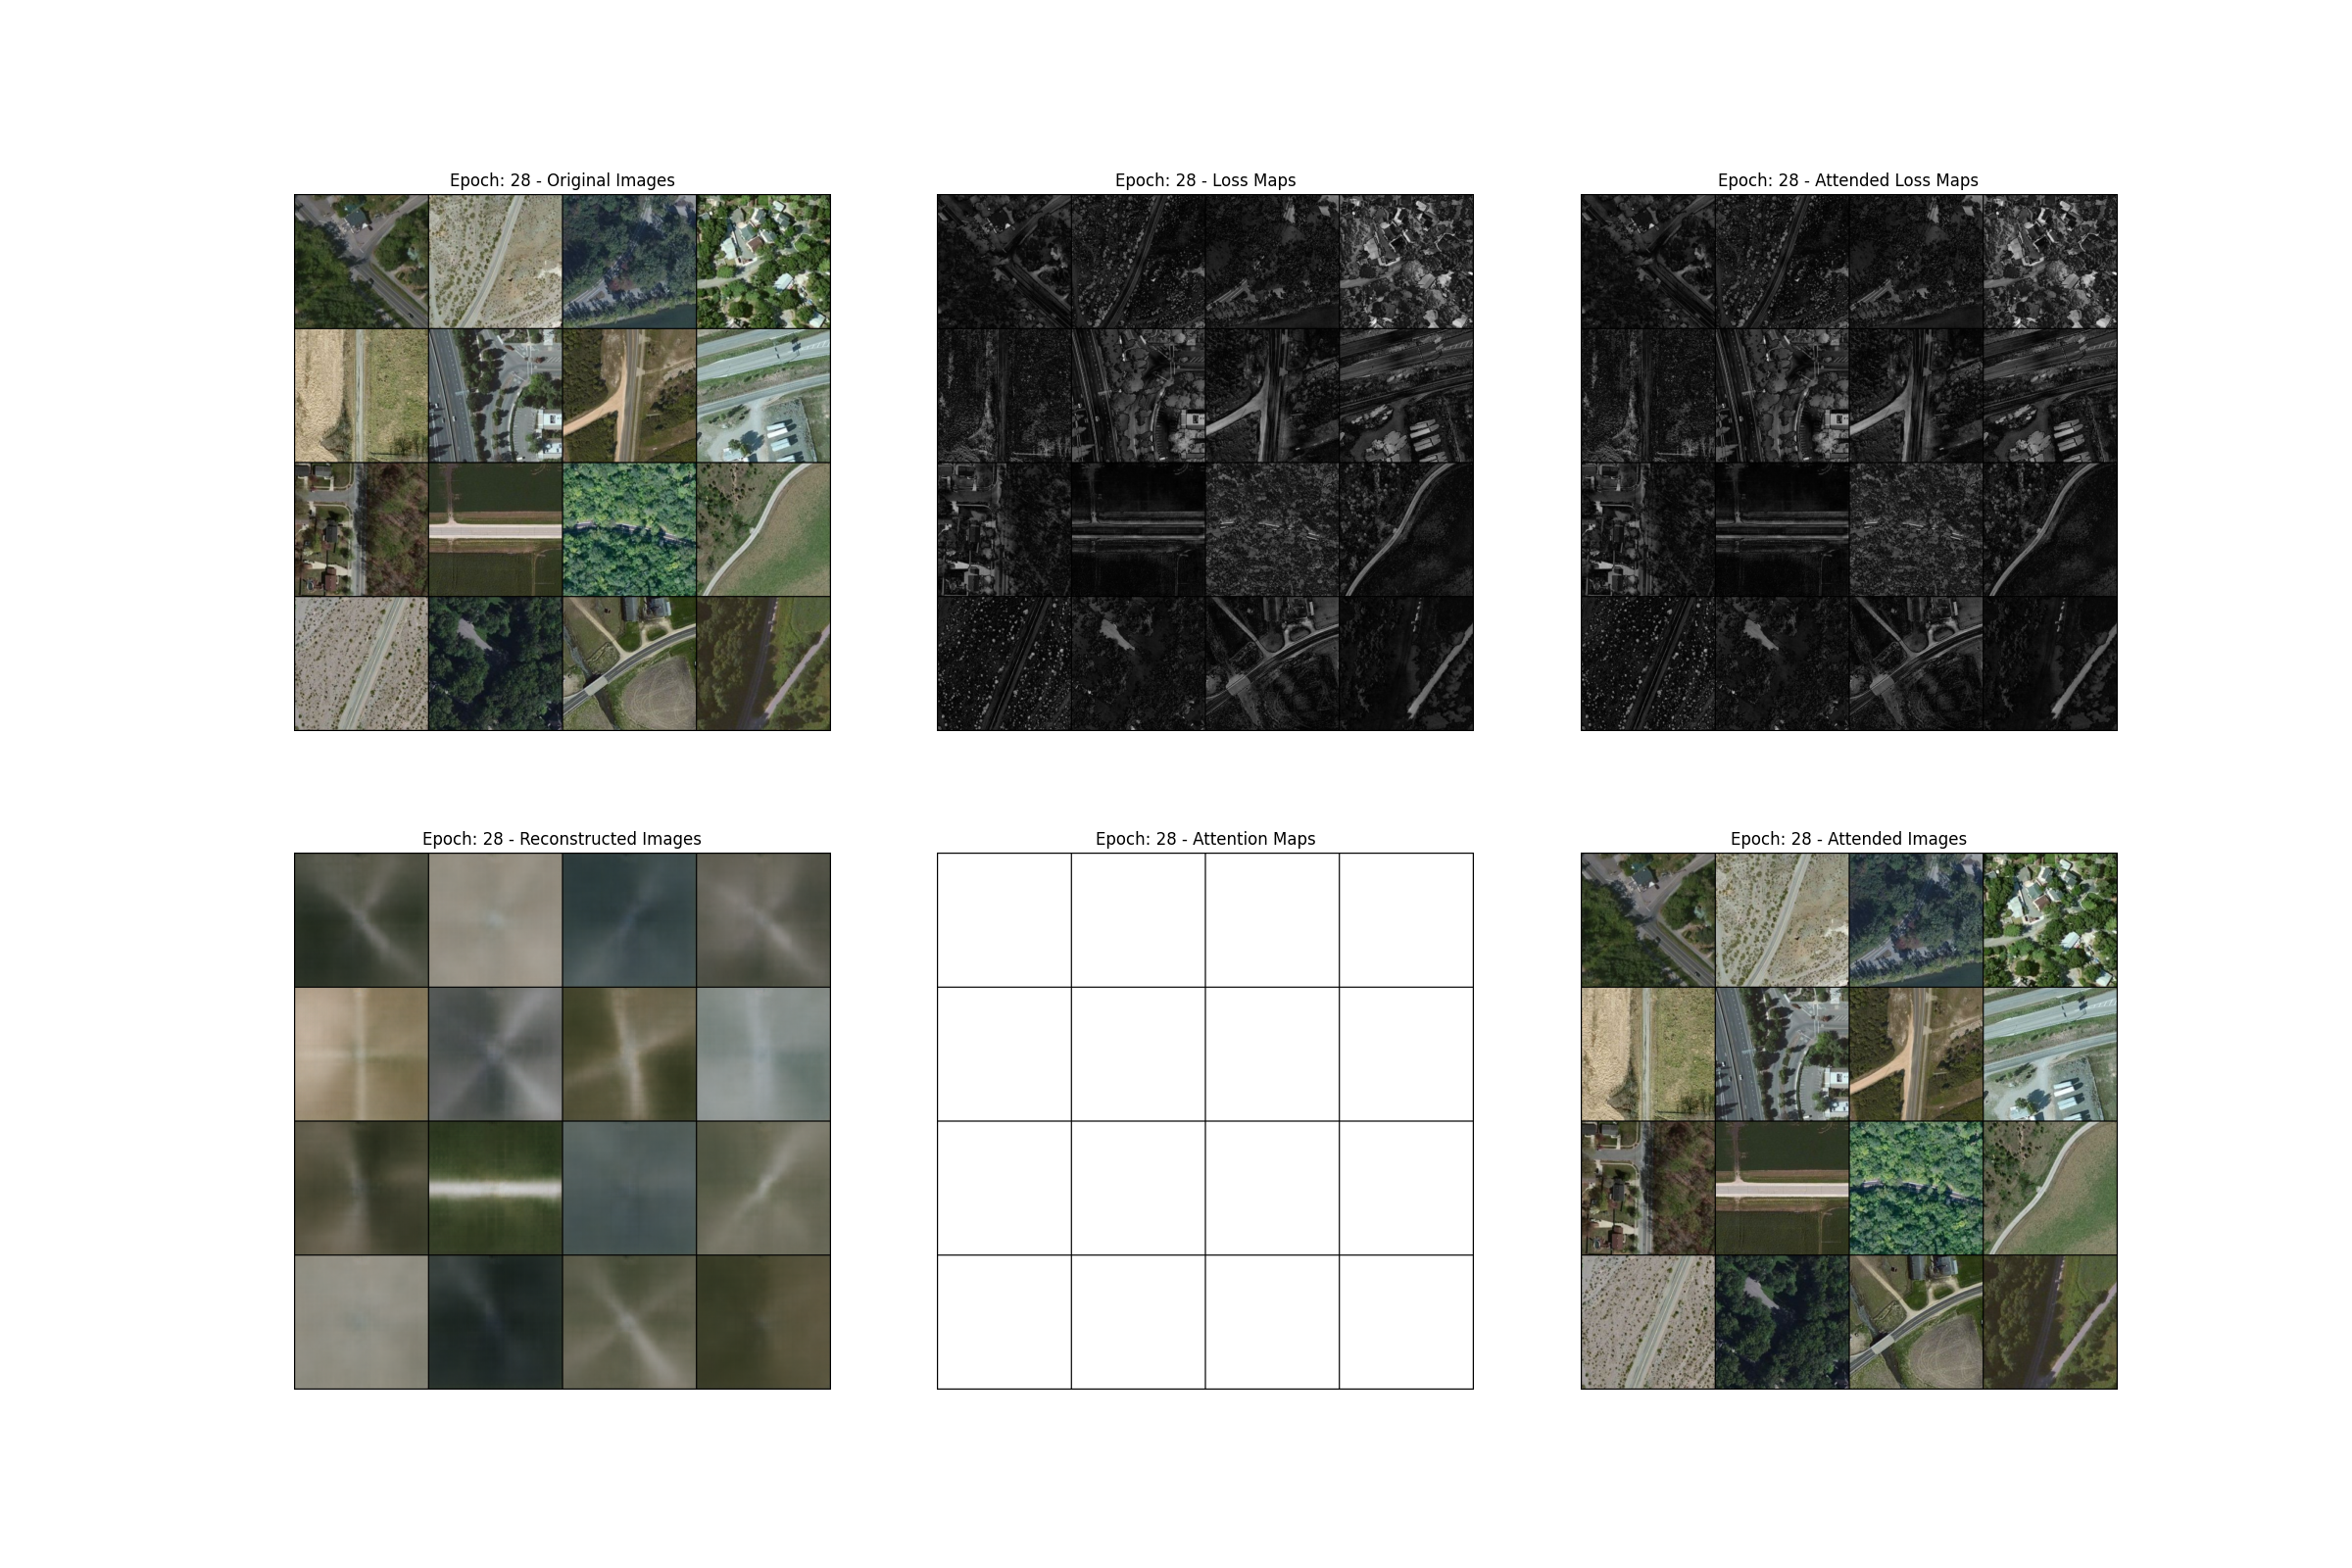 Epoch: 28 - Original Images
Epoch: 28 - Loss Maps
Epoch: 28 - Attended Loss Maps
Epoch: 28 - Reconstructed Images
Epoch: 28 - Attention Maps
Epoch: 28 - Attended Images